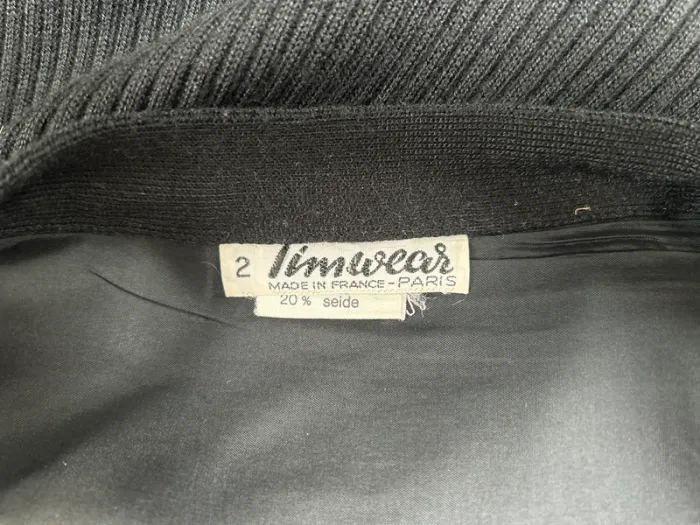 2 Timwear
MADE IN FRANCE - PARIS
20% seide